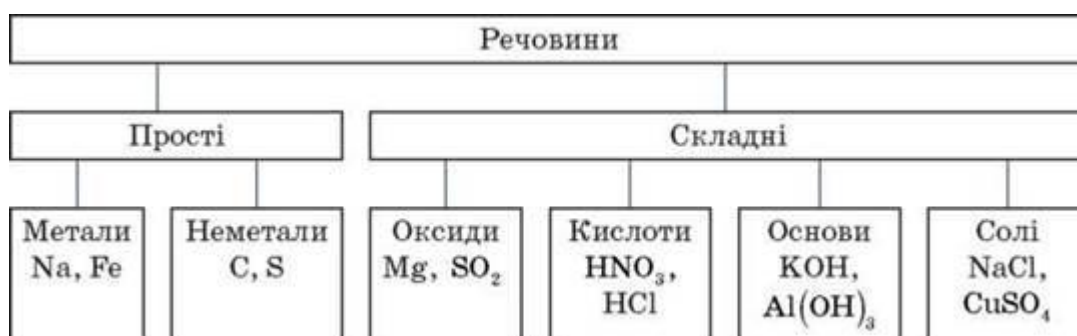 Речовини
Прості
Складні
Метали
Na, Fe
Неметали
C, S
Оксиди
Mg, SO₂
Кислоти
HNO₃,
HCl
Основи
KOH,
Al(OH)₃
Солі
NaCl,
CuSO₄